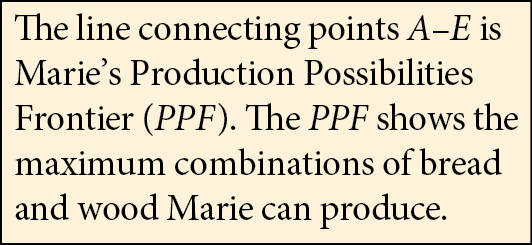 The line connecting points A–E is
Marie’s Production Possibilities
Frontier (PPF). The PPF shows the
maximum combinations of bread
and wood Marie can produce.